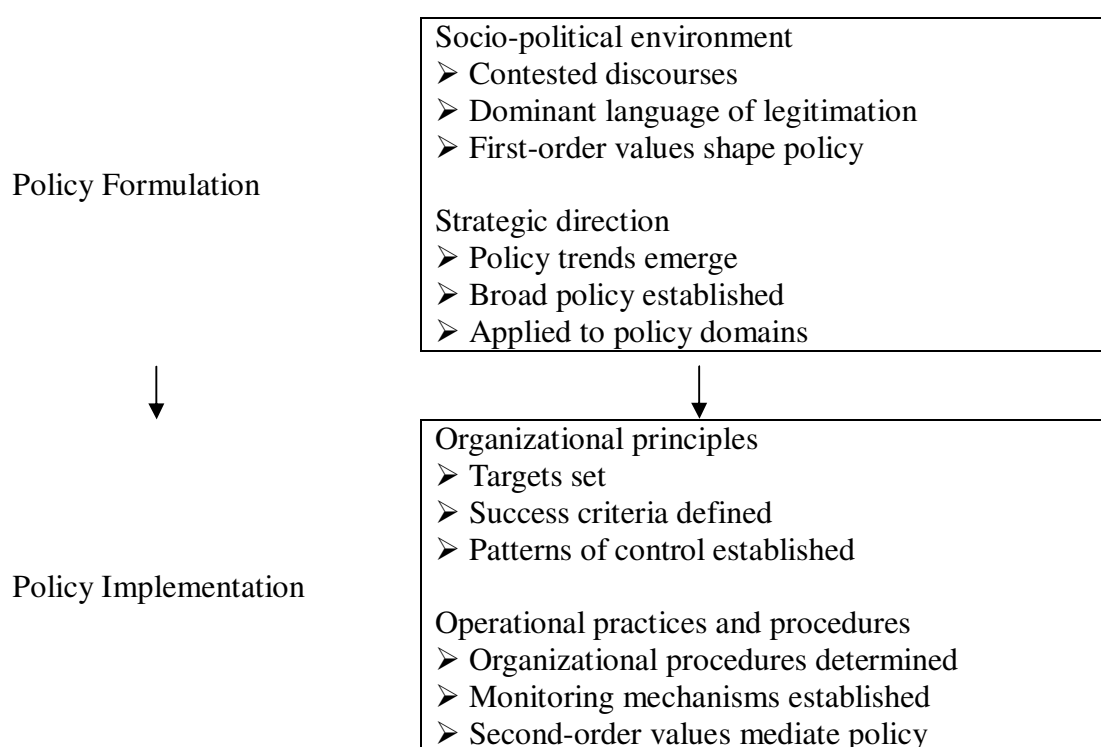 Socio-political environment
➢ Contested discourses
➢ Dominant language of legitimation
➢ First-order values shape policy
Policy Formulation
Strategic direction
➢ Policy trends emerge
➢ Broad policy established
➢ Applied to policy domains
Organizational principles
➢ Targets set
➢ Success criteria defined
➢ Patterns of control established
Policy Implementation
Operational practices and procedures
➢ Organizational procedures determined
➢ Monitoring mechanisms established
➢ Second-order values mediate policy